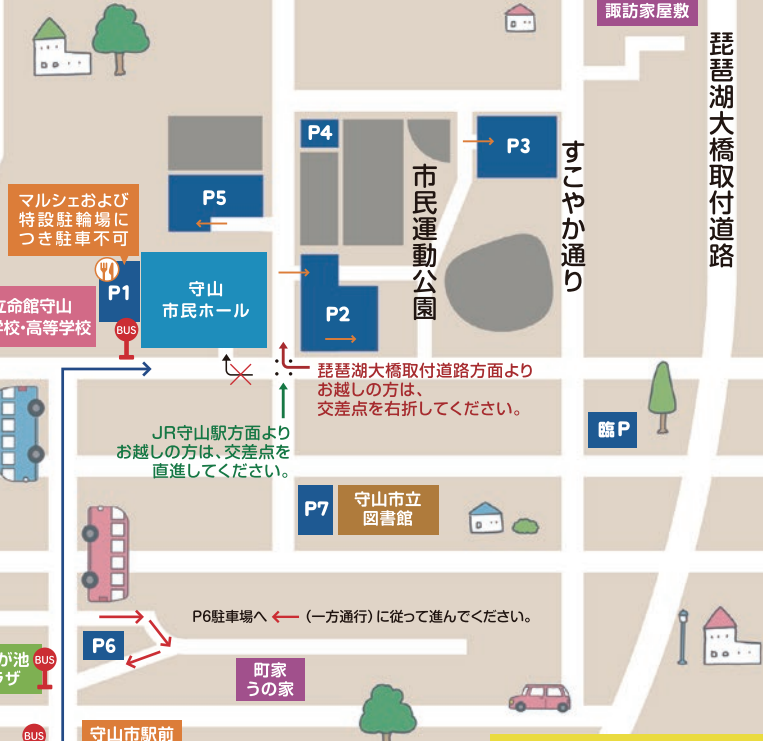 諏訪家屋敷
琵琶湖大橋取付道路
P4
P3
すこやか通り
市民運動公園
P5
マルシェおよび
特設駐輪場に
つき駐車不可
P1
守山
市民ホール
立命館守山
学校・高等学校
BUS
P2
琵琶湖大橋取付道路方面より
お越しの方は、
交差点を右折してください。
JR守山駅方面より
お越しの方は、交差点を
直進してください。
臨P
P7
守山市立
図書館
P6駐車場へ
(一方通行)に従って進んでください。
P6
が池
ラザ
BUS
町家
うの家
BUS
守山市駅前